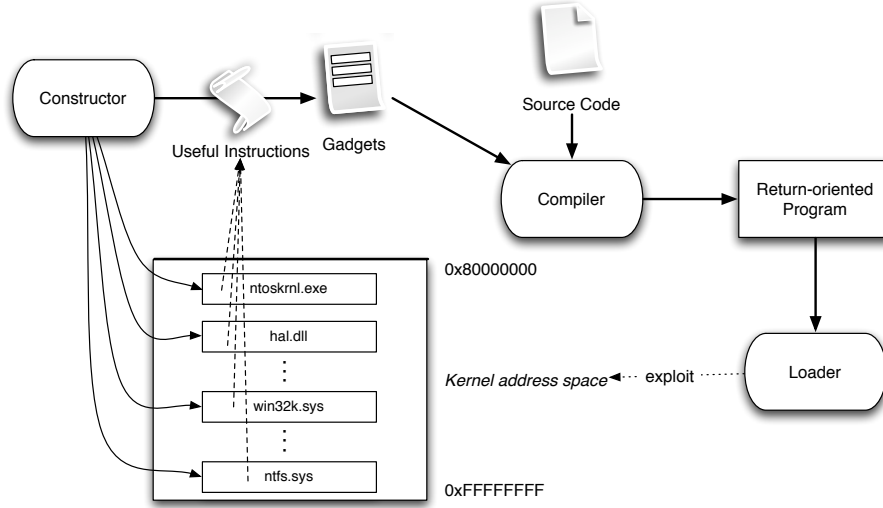 Constructor
Useful Instructions
Gadgets
Source Code
Compiler
Return-oriented
Program
0x80000000
ntoskrnl.exe
hal.dll
win32k.sys
ntfs.sys
Kernel address space
exploit
Loader
0xFFFFFFFF